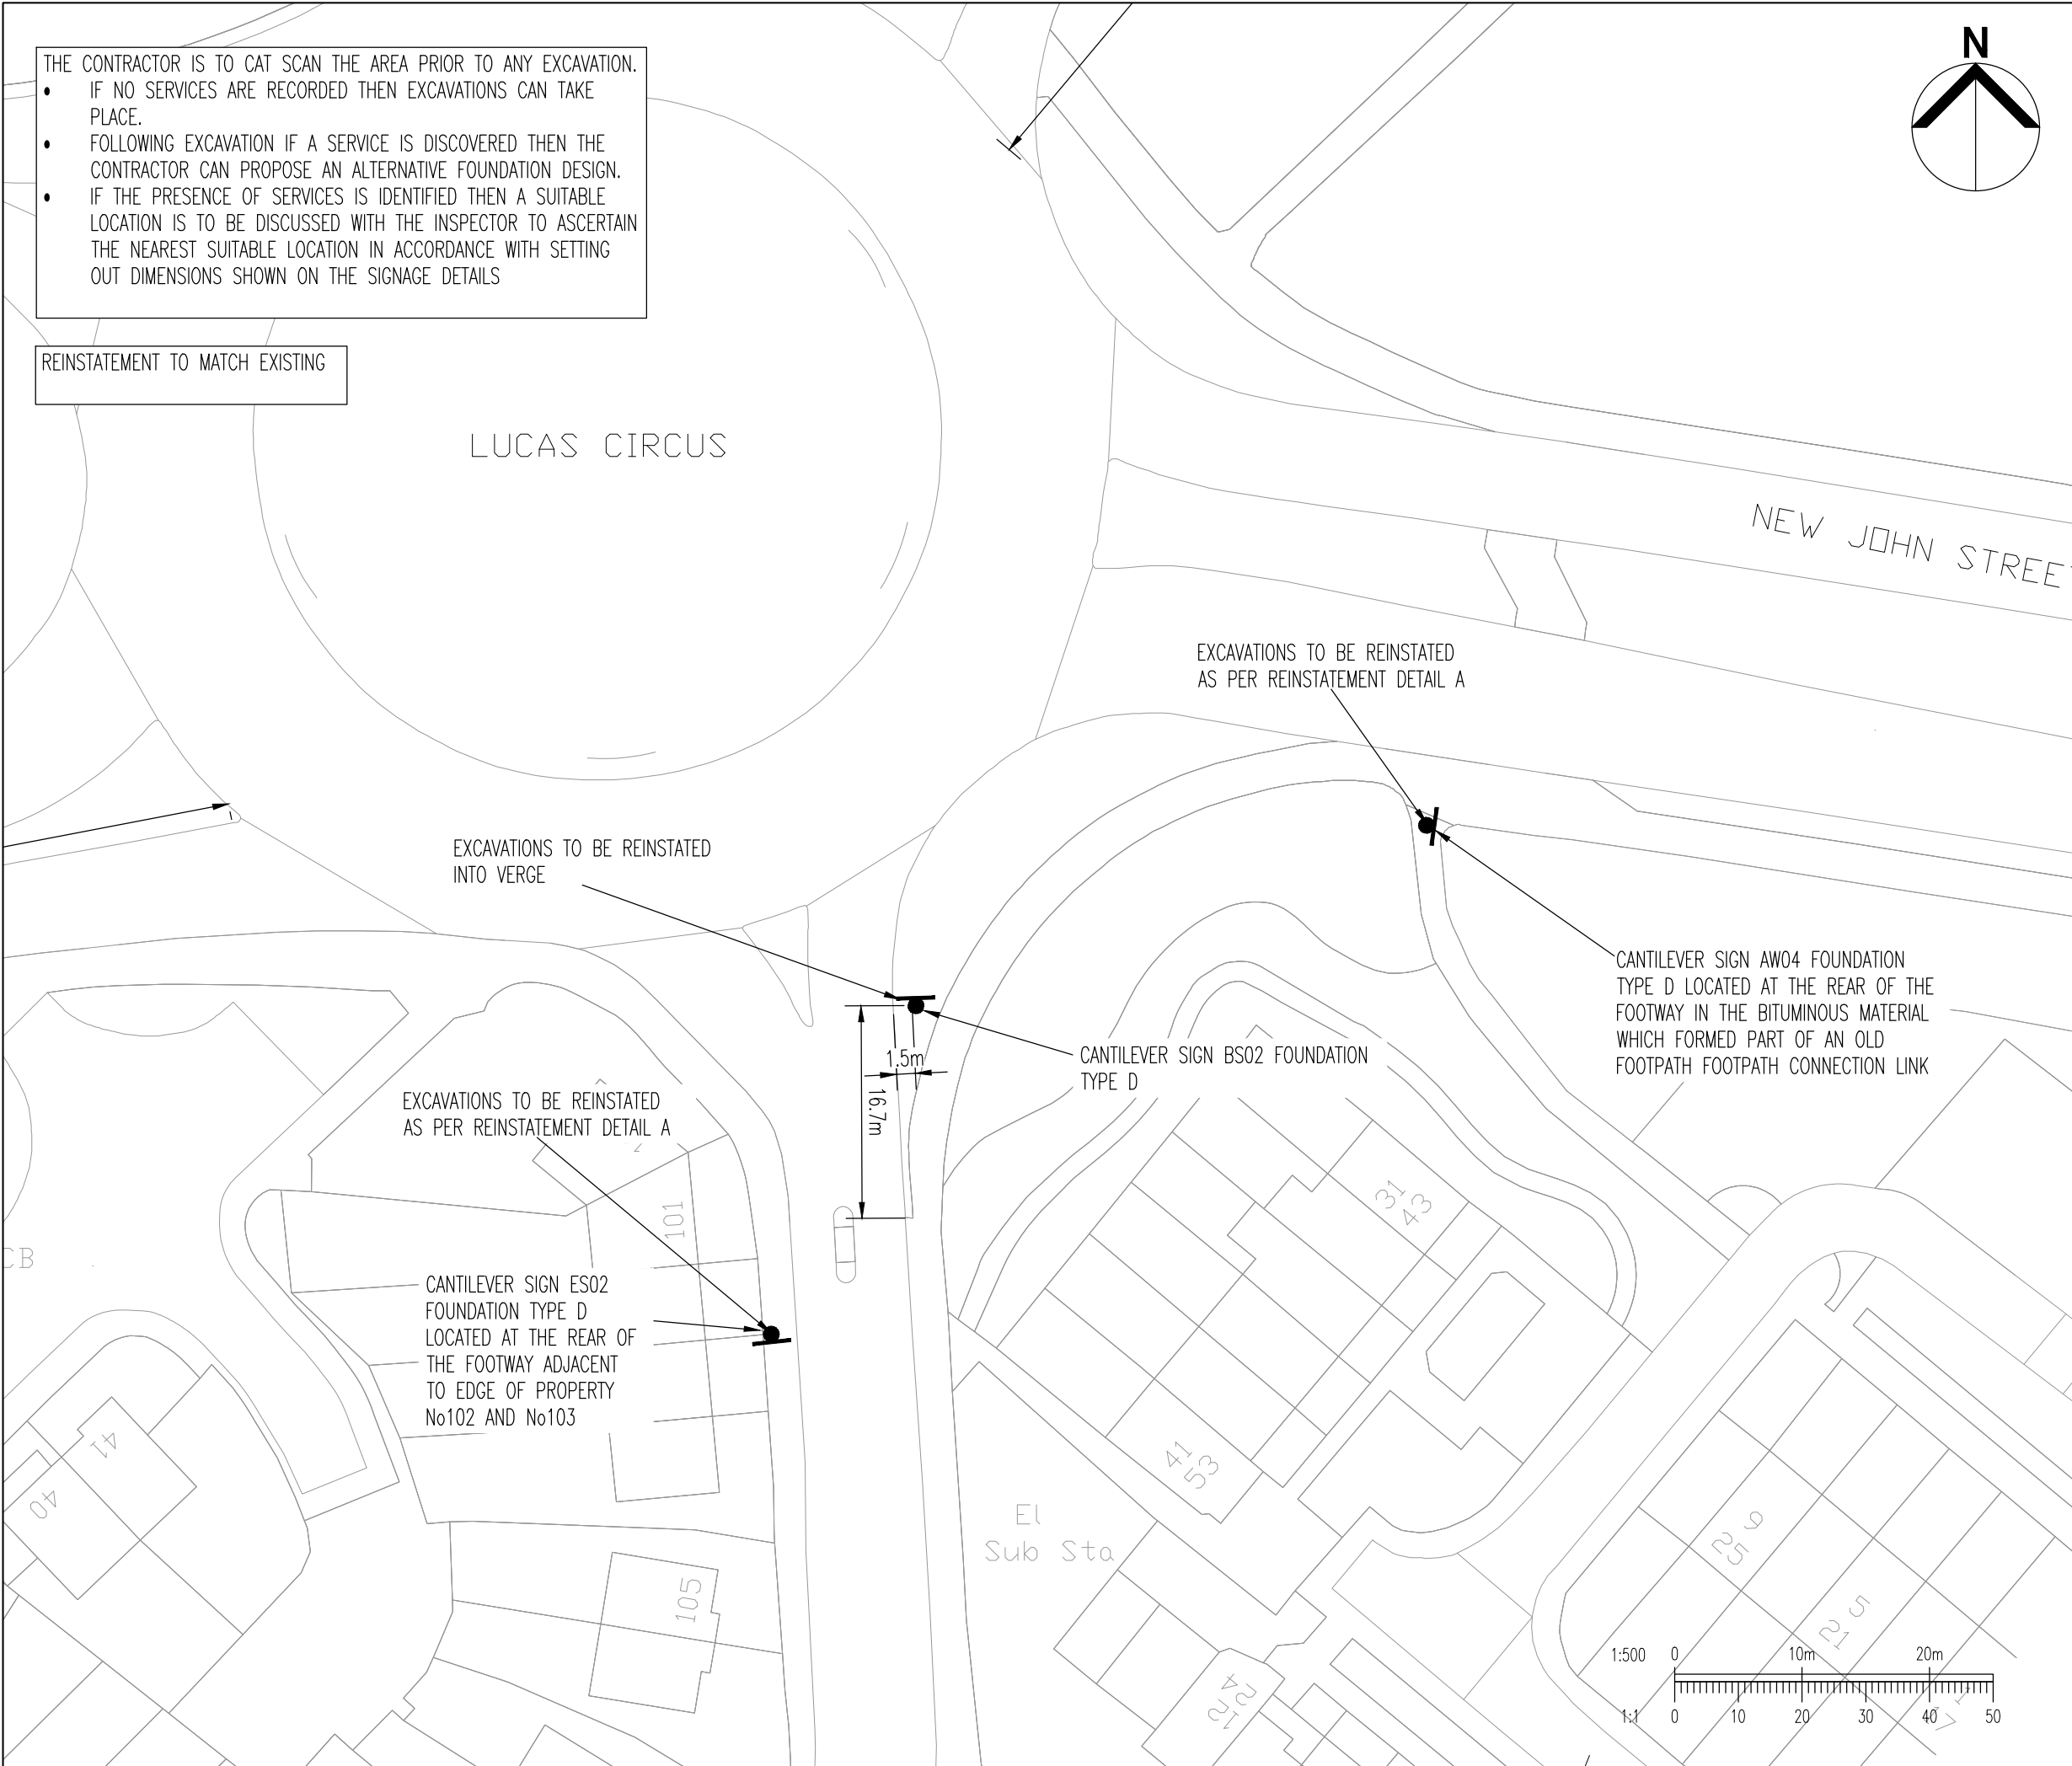 THE CONTRACTOR IS TO CAT SCAN THE AREA PRIOR TO ANY EXCAVATION.
• IF NO SERVICES ARE RECORDED THEN EXCAVATIONS CAN TAKE
PLACE.
• FOLLOWING EXCAVATION IF A SERVICE IS DISCOVERED THEN THE
CONTRACTOR CAN PROPOSE AN ALTERNATIVE FOUNDATION DESIGN.
• IF THE PRESENCE OF SERVICES IS IDENTIFIED THEN A SUITABLE
LOCATION IS TO BE DISCUSSED WITH THE INSPECTOR TO ASCERTAIN
THE NEAREST SUITABLE LOCATION IN ACCORDANCE WITH SETTING
OUT DIMENSIONS SHOWN ON THE SIGNAGE DETAILS
REINSTATEMENT TO MATCH EXISTING
N
LUCAS CIRCUS
NEW JOHN STREET
EXCAVATIONS TO BE REINSTATED
AS PER REINSTATEMENT DETAIL A
EXCAVATIONS TO BE REINSTATED
INTO VERGE
CANTILEVER SIGN AW04 FOUNDATION
TYPE D LOCATED AT THE REAR OF THE
FOOTWAY IN THE BITUMINOUS MATERIAL
WHICH FORMED PART OF AN OLD
FOOTPATH FOOTPATH CONNECTION LINK
1.5m
16.7m
CANTILEVER SIGN BS02 FOUNDATION
TYPE D
EXCAVATIONS TO BE REINSTATED
AS PER REINSTATEMENT DETAIL A
101
31
43
CB
CANTILEVER SIGN ES02
FOUNDATION TYPE D
LOCATED AT THE REAR OF
THE FOOTWAY ADJACENT
TO EDGE OF PROPERTY
No102 AND No103
41
40
41
53
El
Sub Sta
105
9
25
5
21
24
15
1:500 0 10m 20m
1:1 0 10 20 30 40 50